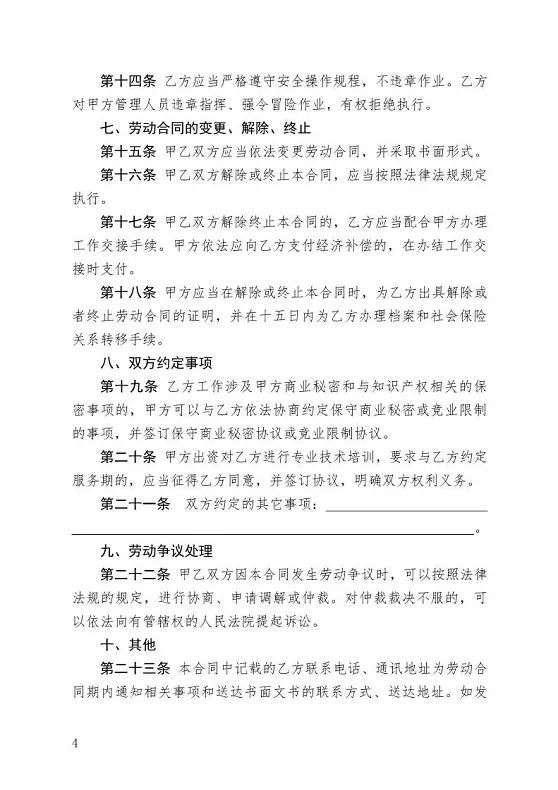 第十四条 乙方应当严格遵守安全操作规程，不违章作业。乙方
对甲方管理人员违章指挥、强令冒险作业，有权拒绝执行。
七、劳动合同的变更、解除、终止
第十五条 甲乙双方应当依法变更劳动合同，并采取书面形式。
第十六条 甲乙双方解除或终止本合同，应当按照法律法规规定
执行。
第十七条 甲乙双方解除终止本合同的，乙方应当配合甲方办理
工作交接手续。甲方依法应向乙方支付经济补偿的，在办结工作交
接时支付。
第十八条 甲方应当在解除或终止本合同时，为乙方出具解除或
者终止劳动合同的证明，并在十五日内为乙方办理档案和社会保险
关系转移手续。
八、双方约定事项
第十九条 乙方工作涉及甲方商业秘密和与知识产权相关的保
密事项的，甲方可以与乙方依法协商约定保守商业秘密或竞业限制
的事项，并签订保守商业秘密协议或竞业限制协议。
第二十条 甲方出资对乙方进行专业技术培训，要求与乙方约定
服务期的，应当征得乙方同意，并签订协议，明确双方权利义务。
第二十一条 双方约定的其它事项：
。
九、劳动争议处理
第二十二条 甲乙双方因本合同发生劳动争议时，可以按照法律
法规的规定，进行协商、申请调解或仲裁。对仲裁裁决不服的，可
以依法向有管辖权的人民法院提起诉讼。
十、其他
第二十三条 本合同中记载的乙方联系电话、通讯地址为劳动合
同期内通知相关事项和送达书面文书的联系方式、送达地址。如发
4